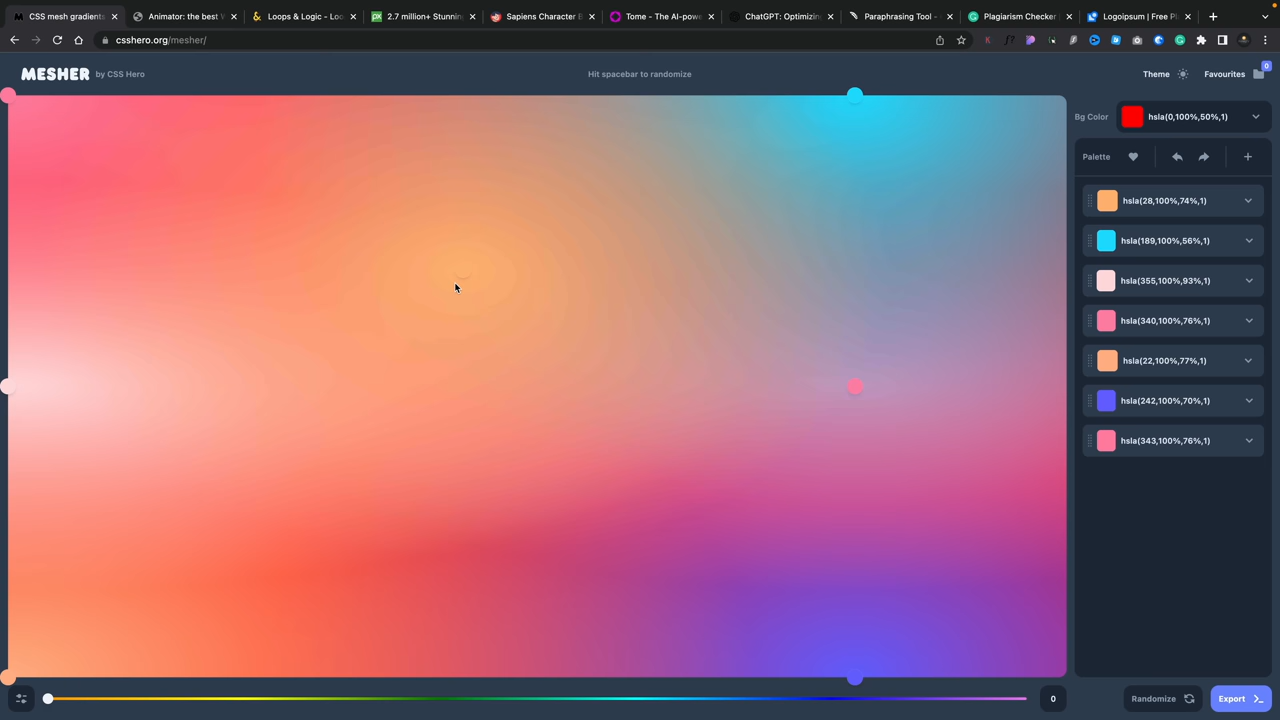 CSS mesh gradients
Animator: the best W
Loops & Logic - Loo
2.7 million+ Stunnin
Sapiens Character B
Tome - The AI-powe
ChatGPT: Optimizing
Paraphrasing Tool -
Plagiarism Checker |
Logoipsum | Free Pl
csshero.org/mesher/
MESHER by CSS Hero
Hit spacebar to randomize
Theme
Favourites
0
Bg Color
hsla(0,100%,50%,1)
Palette
hsla(28,100%,74%,1)
hsla(189,100%,56%,1)
hsla(355,100%,93%,1)
hsla(340,100%,76%,1)
hsla(22,100%,77%,1)
hsla(242,100%,70%,1)
hsla(343,100%,76%,1)
0
Randomize
Export